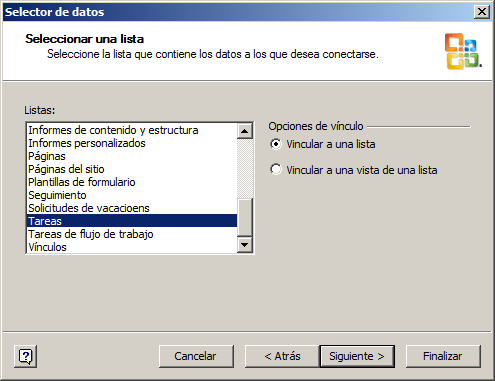 Selector de datos
Seleccionar una lista
Seleccione la lista que contiene los datos a los que desea conectarse.
Listas:
Informes de contenido y estructura
Informes personalizados
Páginas
Páginas del sitio
Plantillas de formulario
Seguimiento
Solicitudes de vacacioens
Tareas
Tareas de flujo de trabajo
Vínculos
Opciones de vínculo
Vincular a una lista
Vincular a una vista de una lista
?
Cancelar
< Atrás
Siguiente >
Finalizar